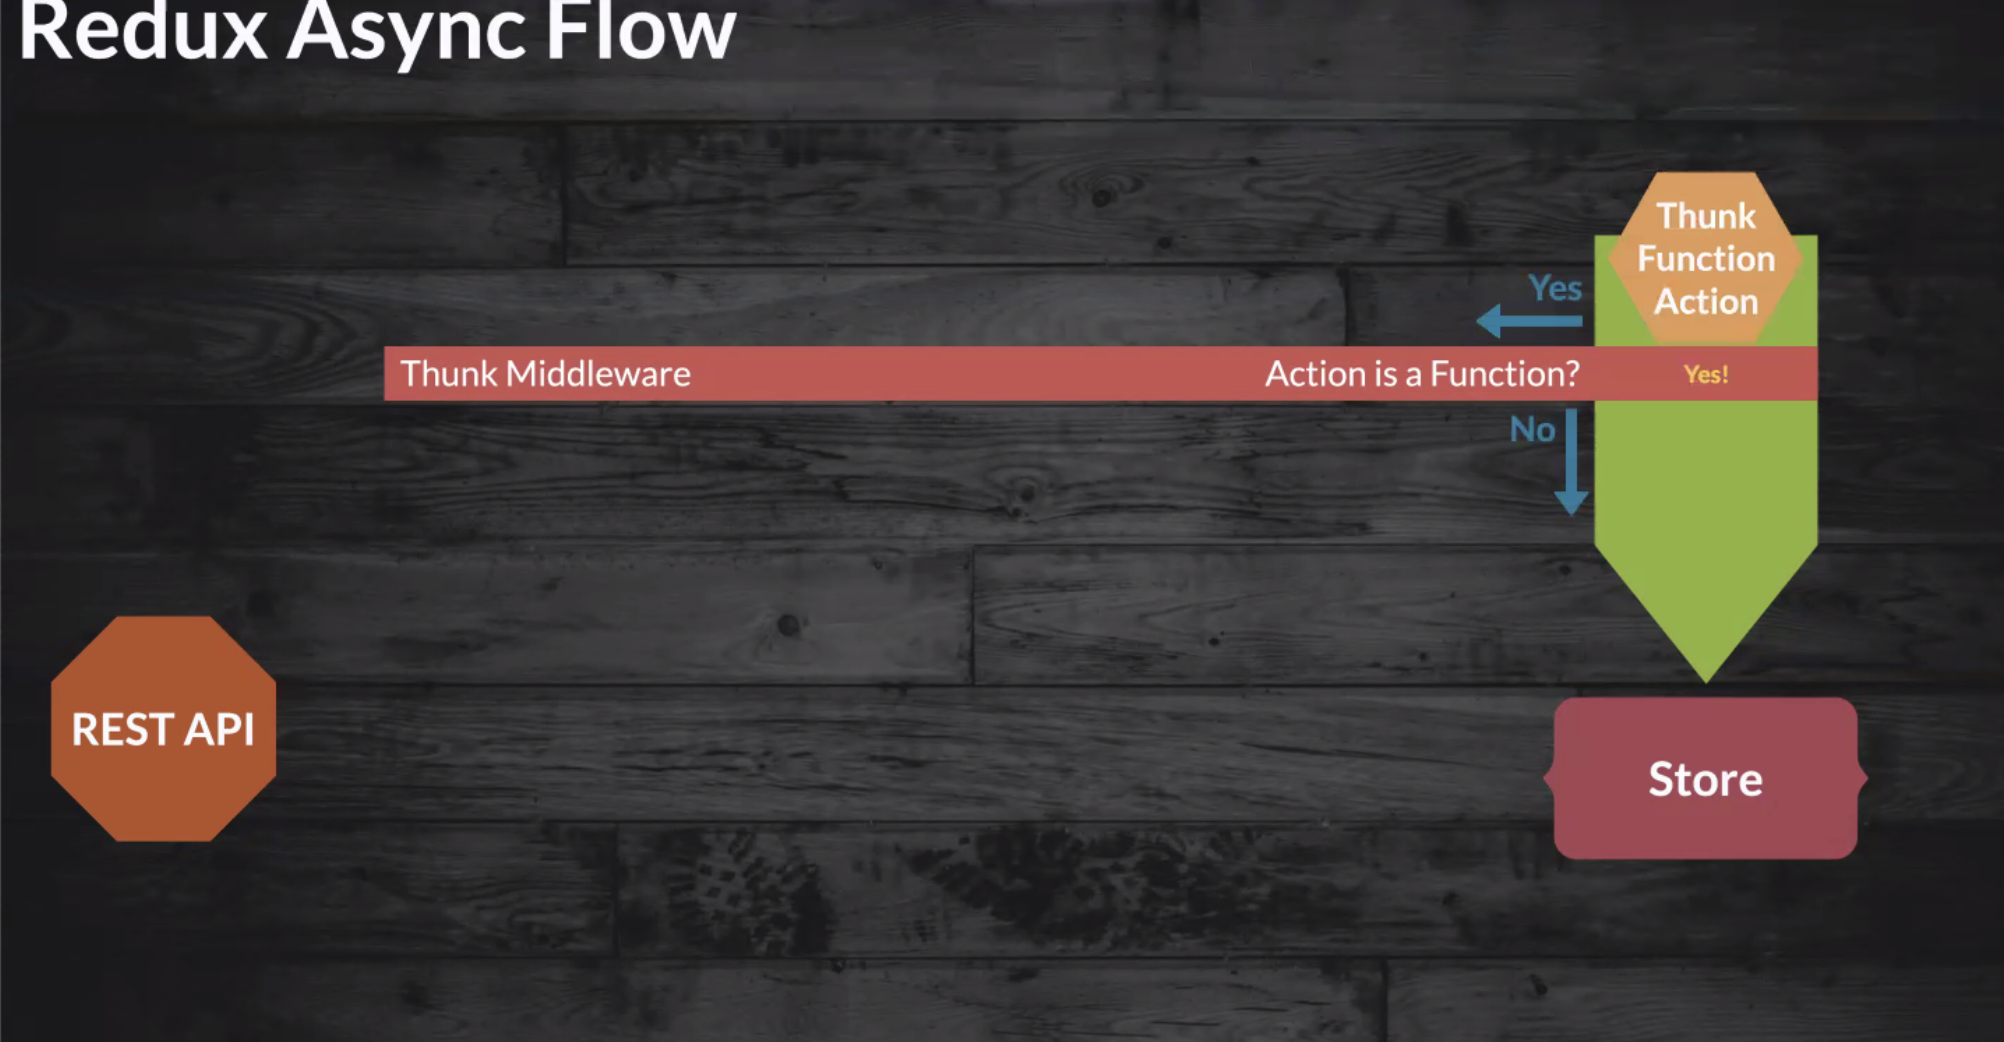 Redux Async Flow
Thunk
Function
Action
Yes
Thunk Middleware
Action is a Function?
Yes!
No
REST API
Store